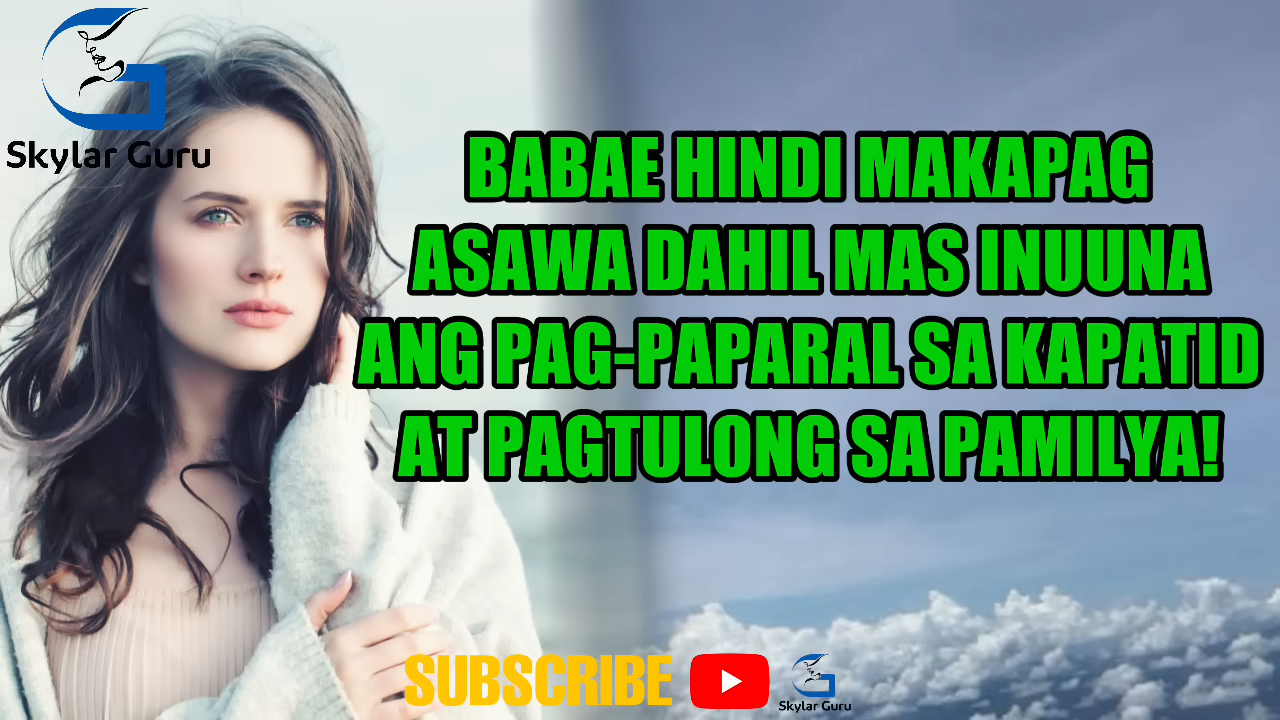 Skylar Guru
BABAE HINDI MAKAPAG
ASAWA DAHIL MAS INUUNA
ANG PAG-PAPARAL SA KAPATID
AT PAGTULONG SA PAMILYA!
SUBSCRIBE
Skylar Guru